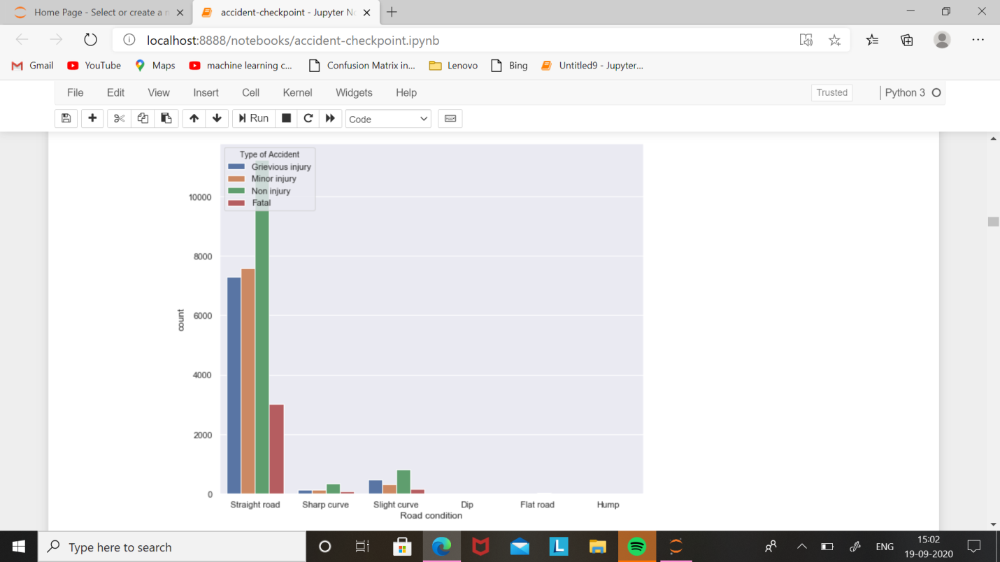 Home Page - Select or create a n
accident-checkpoint - Jupyter No
localhost:8888/notebooks/accident-checkpoint.ipynb
Gmail YouTube Maps machine learning c... Confusion Matrix in... Lenovo Bing Untitled9 - Jupyter...
File Edit View Insert Cell Kernel Widgets Help Trusted Python 3
Run Code
Type of Accident
Grievious injury
Minor injury
Non injury
Fatal
10000
8000
6000
4000
2000
0
count
Straight road Sharp curve Slight curve Dip Flat road Hump
Road condition
Type here to search
L
ENG
15:02
19-09-2020